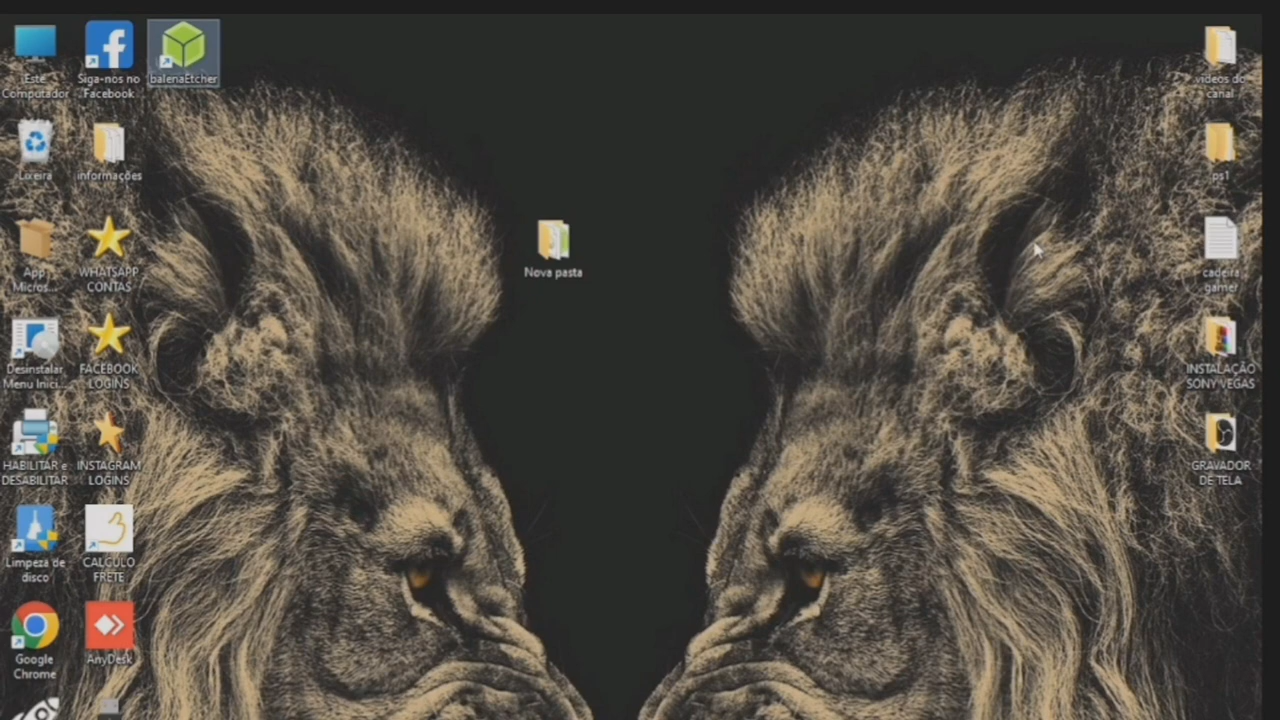 Este
Computador
Siga-nos no
Facebook
balenaEtcher
vídeos do
canal
Lixeira
informações
ps1
App
Micros...
WHATSAPP
CONTAS
Nova pasta
cadeira
gamer
Desinstalar
Menu Inici...
FACEBOOK
LOGINS
INSTALAÇÃO
SONY VEGAS
HABILITAR e
DESABILITAR
INSTAGRAM
LOGINS
GRAVADOR
DE TELA
Limpeza de
disco
CALCULO
FRETE
Google
Chrome
AnyDesk